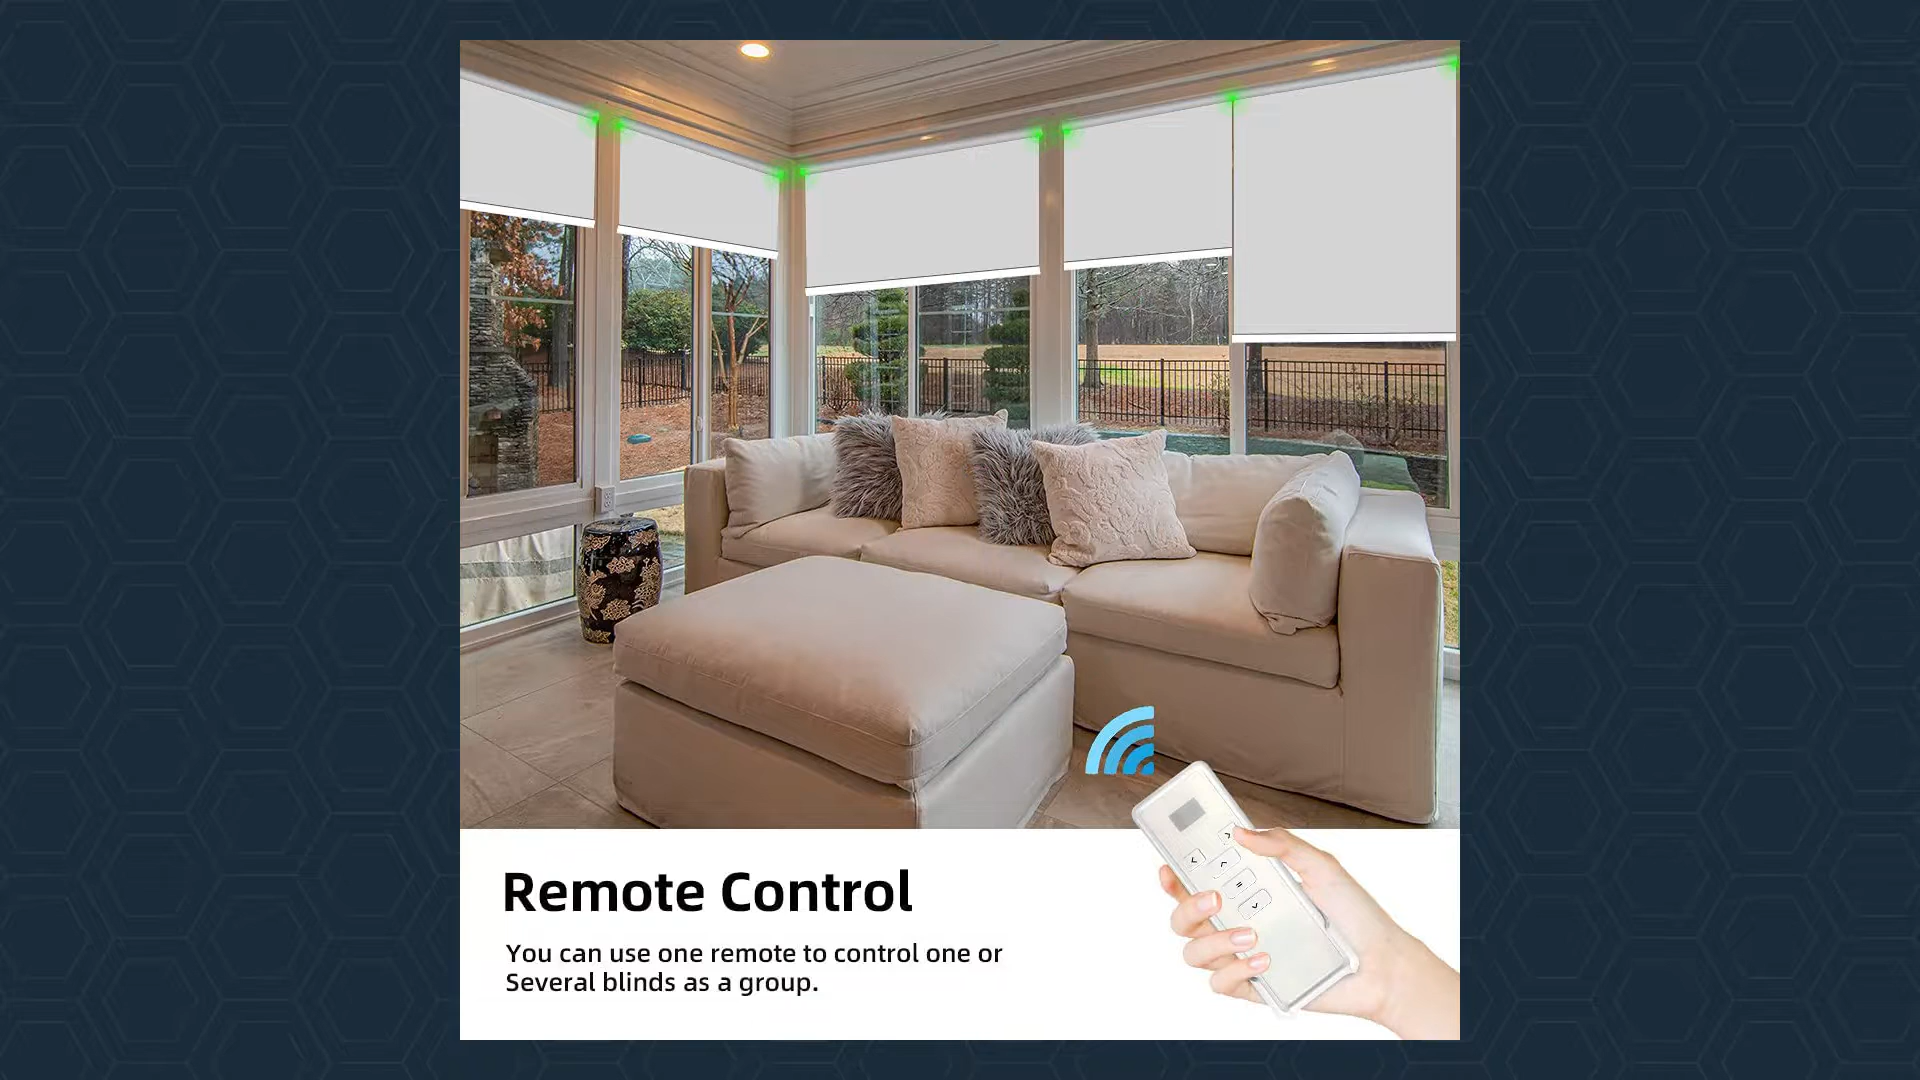 Remote Control
You can use one remote to control one or
Several blinds as a group.